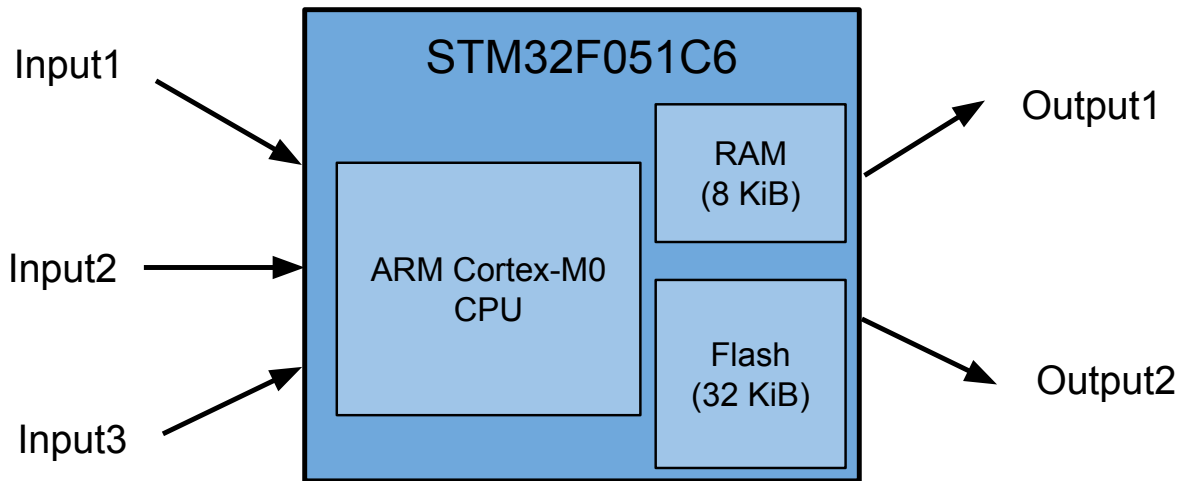 STM32F051C6
Input1
Input2
Input3
ARM Cortex-M0
CPU
RAM
(8 KiB)
Flash
(32 KiB)
Output1
Output2